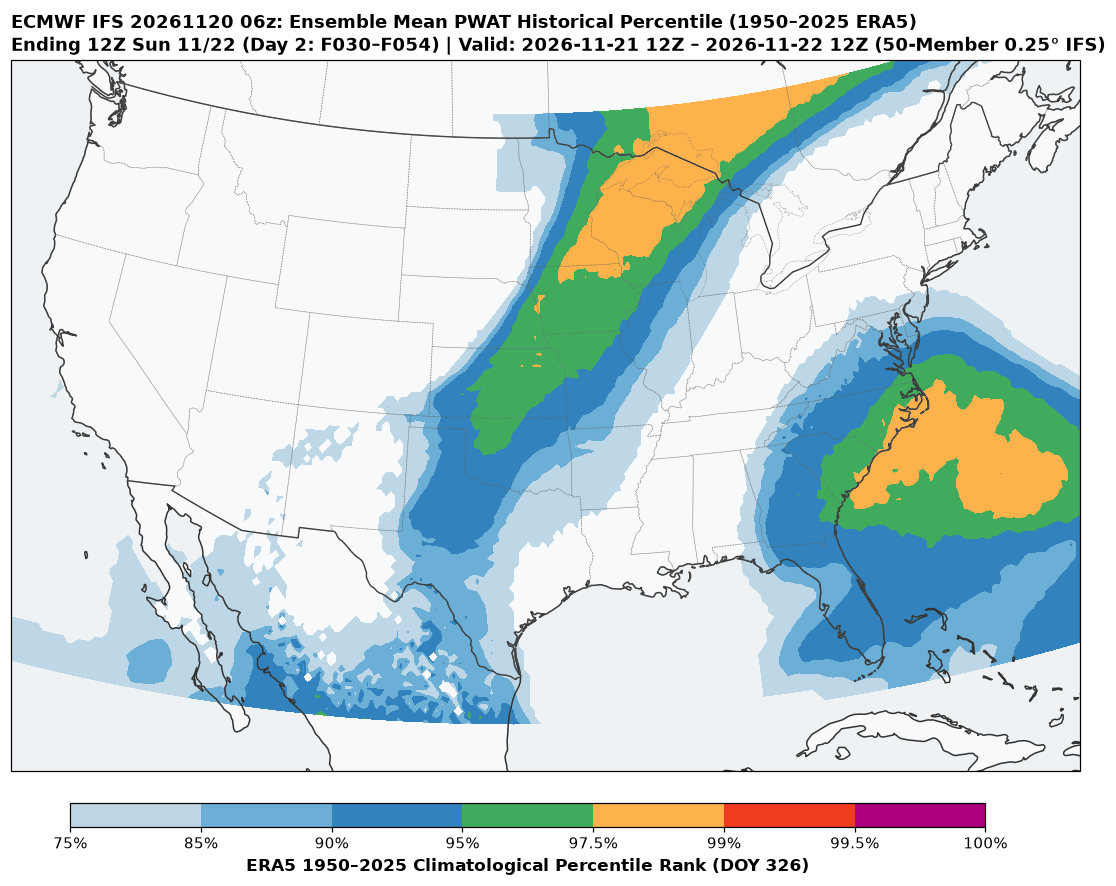 ECMWF IFS 20261120 06z: Ensemble Mean PWAT Historical Percentile (1950–2025 ERA5)
Ending 12Z Sun 11/22 (Day 2: F030–F054) | Valid: 2026-11-21 12Z – 2026-11-22 12Z (50-Member 0.25° IFS)
75% 85% 90% 95% 97.5% 99% 99.5% 100%
ERA5 1950–2025 Climatological Percentile Rank (DOY 326)